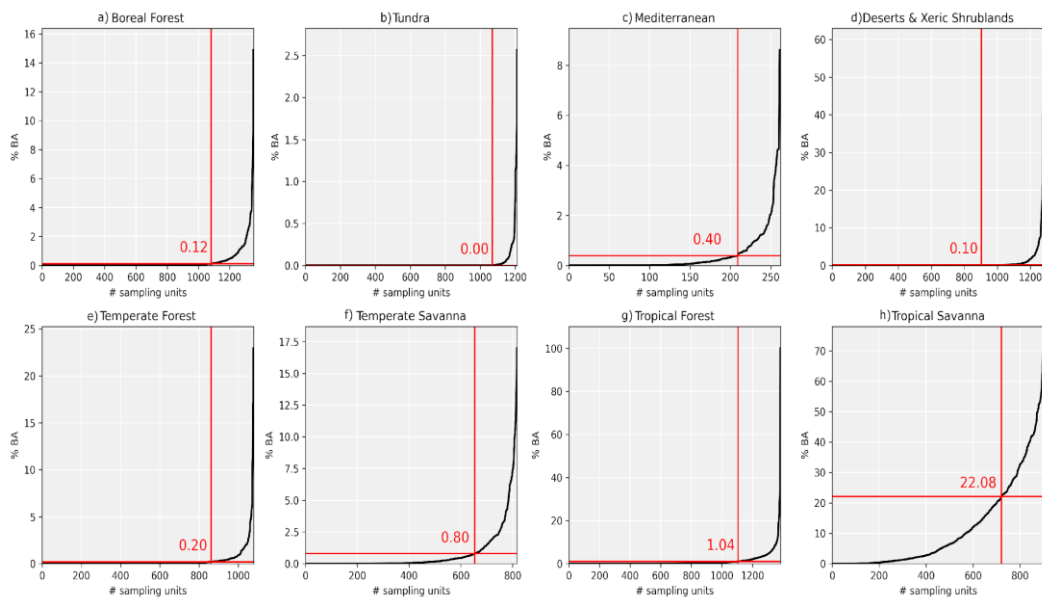 a) Boreal Forest
16
14
12
10
8
6
4
2
0
% BA
0.12
0 200 400 600 800 1000 1200
# sampling units
b) Tundra
2.5
2.0
1.5
1.0
0.5
0.0
% BA
0.00
0 200 400 600 800 1000 1200
# sampling units
c) Mediterranean
8
6
4
2
0
% BA
0.40
0 50 100 150 200 250
# sampling units
d) Deserts & Xeric Shrublands
60
50
40
30
20
10
0
% BA
0.10
0 200 400 600 800 1000 1200
# sampling units
e) Temperate Forest
25
20
15
10
5
0
% BA
0.20
0 200 400 600 800 1000
# sampling units
f) Temperate Savanna
17.5
15.0
12.5
10.0
7.5
5.0
2.5
0.0
% BA
0.80
0 200 400 600 800
# sampling units
g) Tropical Forest
100
80
60
40
20
0
% BA
1.04
0 200 400 600 800 1000 1200
# sampling units
h) Tropical Savanna
70
60
50
40
30
20
10
0
% BA
22.08
0 200 400 600 800
# sampling units